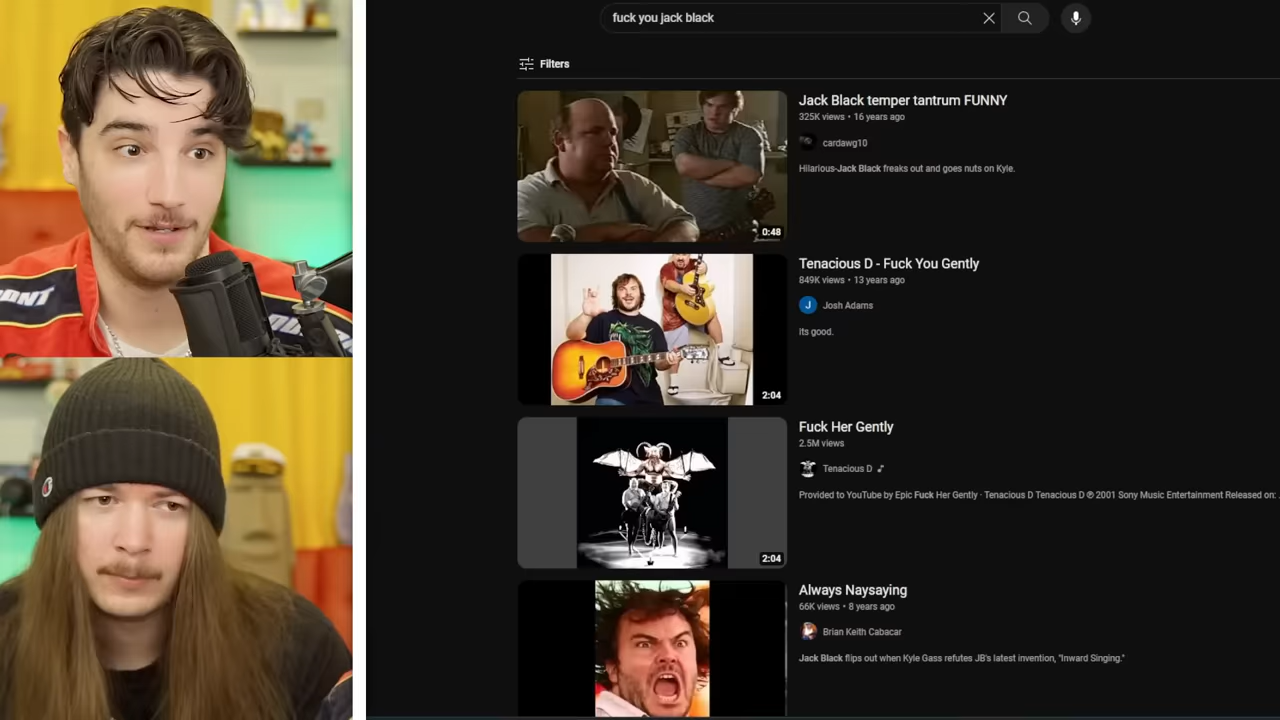 fuck you jack black
Filters
Jack Black temper tantrum FUNNY
325K views • 16 years ago
cardawg10
Hilarious-Jack Black freaks out and goes nuts on Kyle.
0:48
Tenacious D - Fuck You Gently
849K views • 13 years ago
J
Josh Adams
Its good.
2:04
Fuck Her Gently
2.5M views
Tenacious D
Provided to YouTube by Epic Fuck Her Gently · Tenacious D Tenacious D ℗ 2001 Sony Music Entertainment Released on:
2:04
Always Naysaying
66K views • 8 years ago
Brian Keith Cabacar
Jack Black flips out when Kyle Gass refutes JB's latest invention, "Inward Singing."